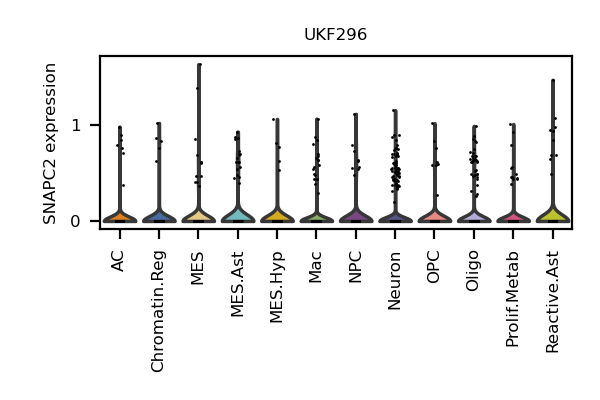 UKF296
SNAPC2 expression
1
0
AC
Chromatin.Reg
MES
MES.Ast
MES.Hyp
Mac
NPC
Neuron
OPC
Oligo
Prolif.Metab
Reactive.Ast